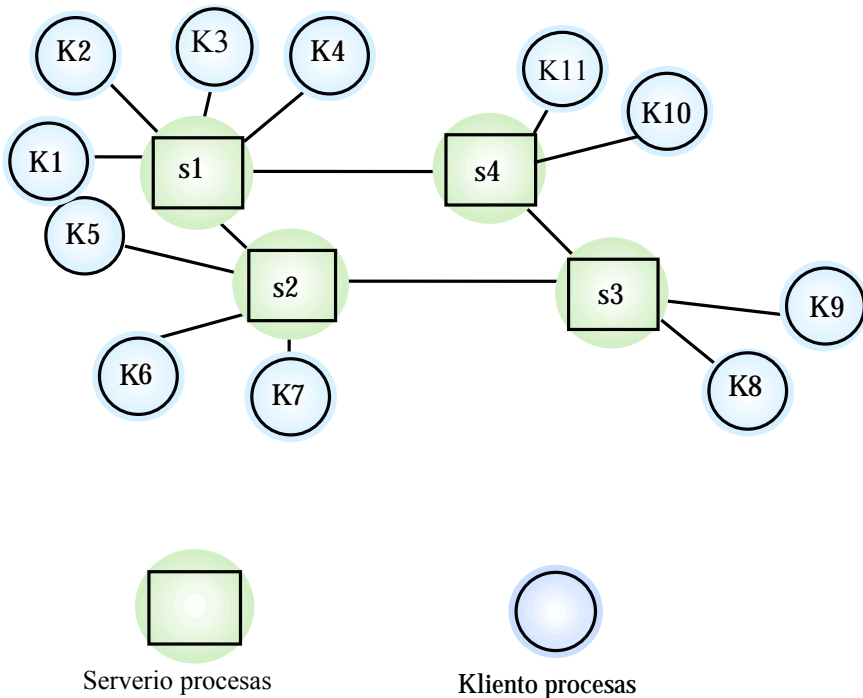 K2
K3
K4
K11
K10
K1
s1
s4
K5
s2
s3
K9
K6
K7
K8
Serverio procesas
Kliento procesas